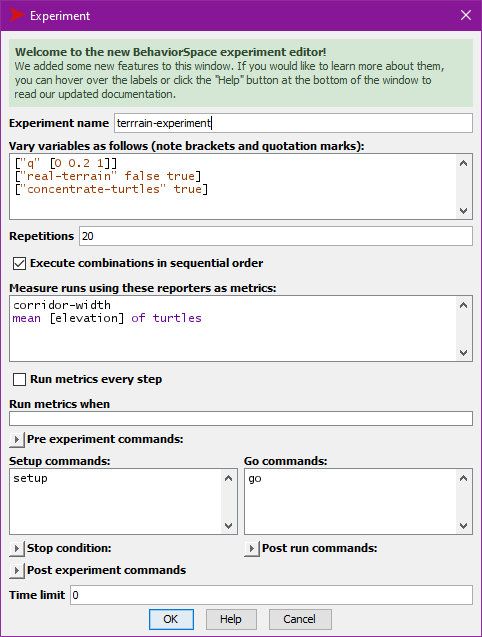 Experiment
Welcome to the new BehaviorSpace experiment editor!
We added some new features to this window. If you would like to learn more about them,
you can hover over the labels or click the "Help" button at the bottom of the window to
read our updated documentation.
Experiment name terrrain-experiment
Vary variables as follows (note brackets and quotation marks):
["q" [0 0.2 1]]
["real-terrain" false true]
["concentrate-turtles" true]
Repetitions 20
Execute combinations in sequential order
Measure runs using these reporters as metrics:
corridor-width
mean [elevation] of turtles
Run metrics every step
Run metrics when
Pre experiment commands:
Setup commands: Go commands:
setup go
Stop condition: Post run commands:
Post experiment commands
Time limit 0
OK Help Cancel